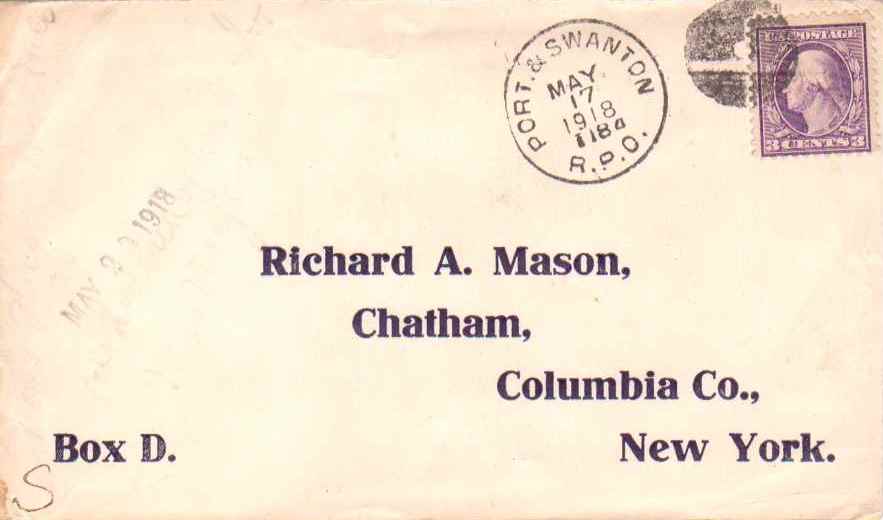 PORT. & SWANTON
MAY
17
1918
R.P.O.
U.S. POSTAGE
3 CENTS 3
MAY 2 1918
Richard A. Mason,
Chatham,
Columbia Co.,
Box D. New York.
S